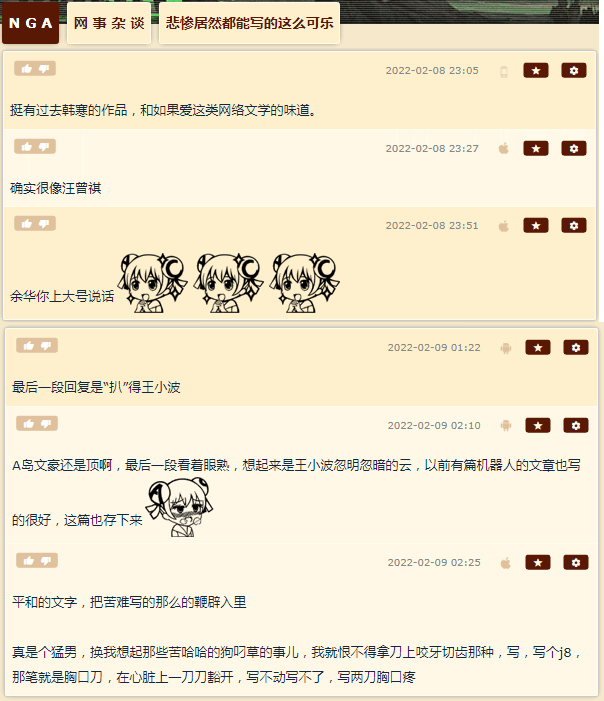 NGA 网事杂谈 悲惨居然都能写的这么可乐
2022-02-08 23:05
挺有过去韩寒的作品，和如果爱这类网络文学的味道。
2022-02-08 23:27
确实很像汪曾祺
2022-02-08 23:51
余华你上大号说话
2022-02-09 01:22
最后一段回复是“扒”得王小波
2022-02-09 02:10
A岛文豪还是顶啊，最后一段看着眼熟，想起来是王小波忽明忽暗的云，以前有篇机器人的文章也写
的很好，这篇也存下来
2022-02-09 02:25
平和的文字，把苦难写的那么的鞭辟入里
真是个猛男，换我想起那些苦哈哈的狗叼草的事儿，我就恨不得拿刀上咬牙切齿那种，写，写个j8，
那笔就是胸口刀，在心脏上一刀刀豁开，写不动写不了，写两刀胸口疼